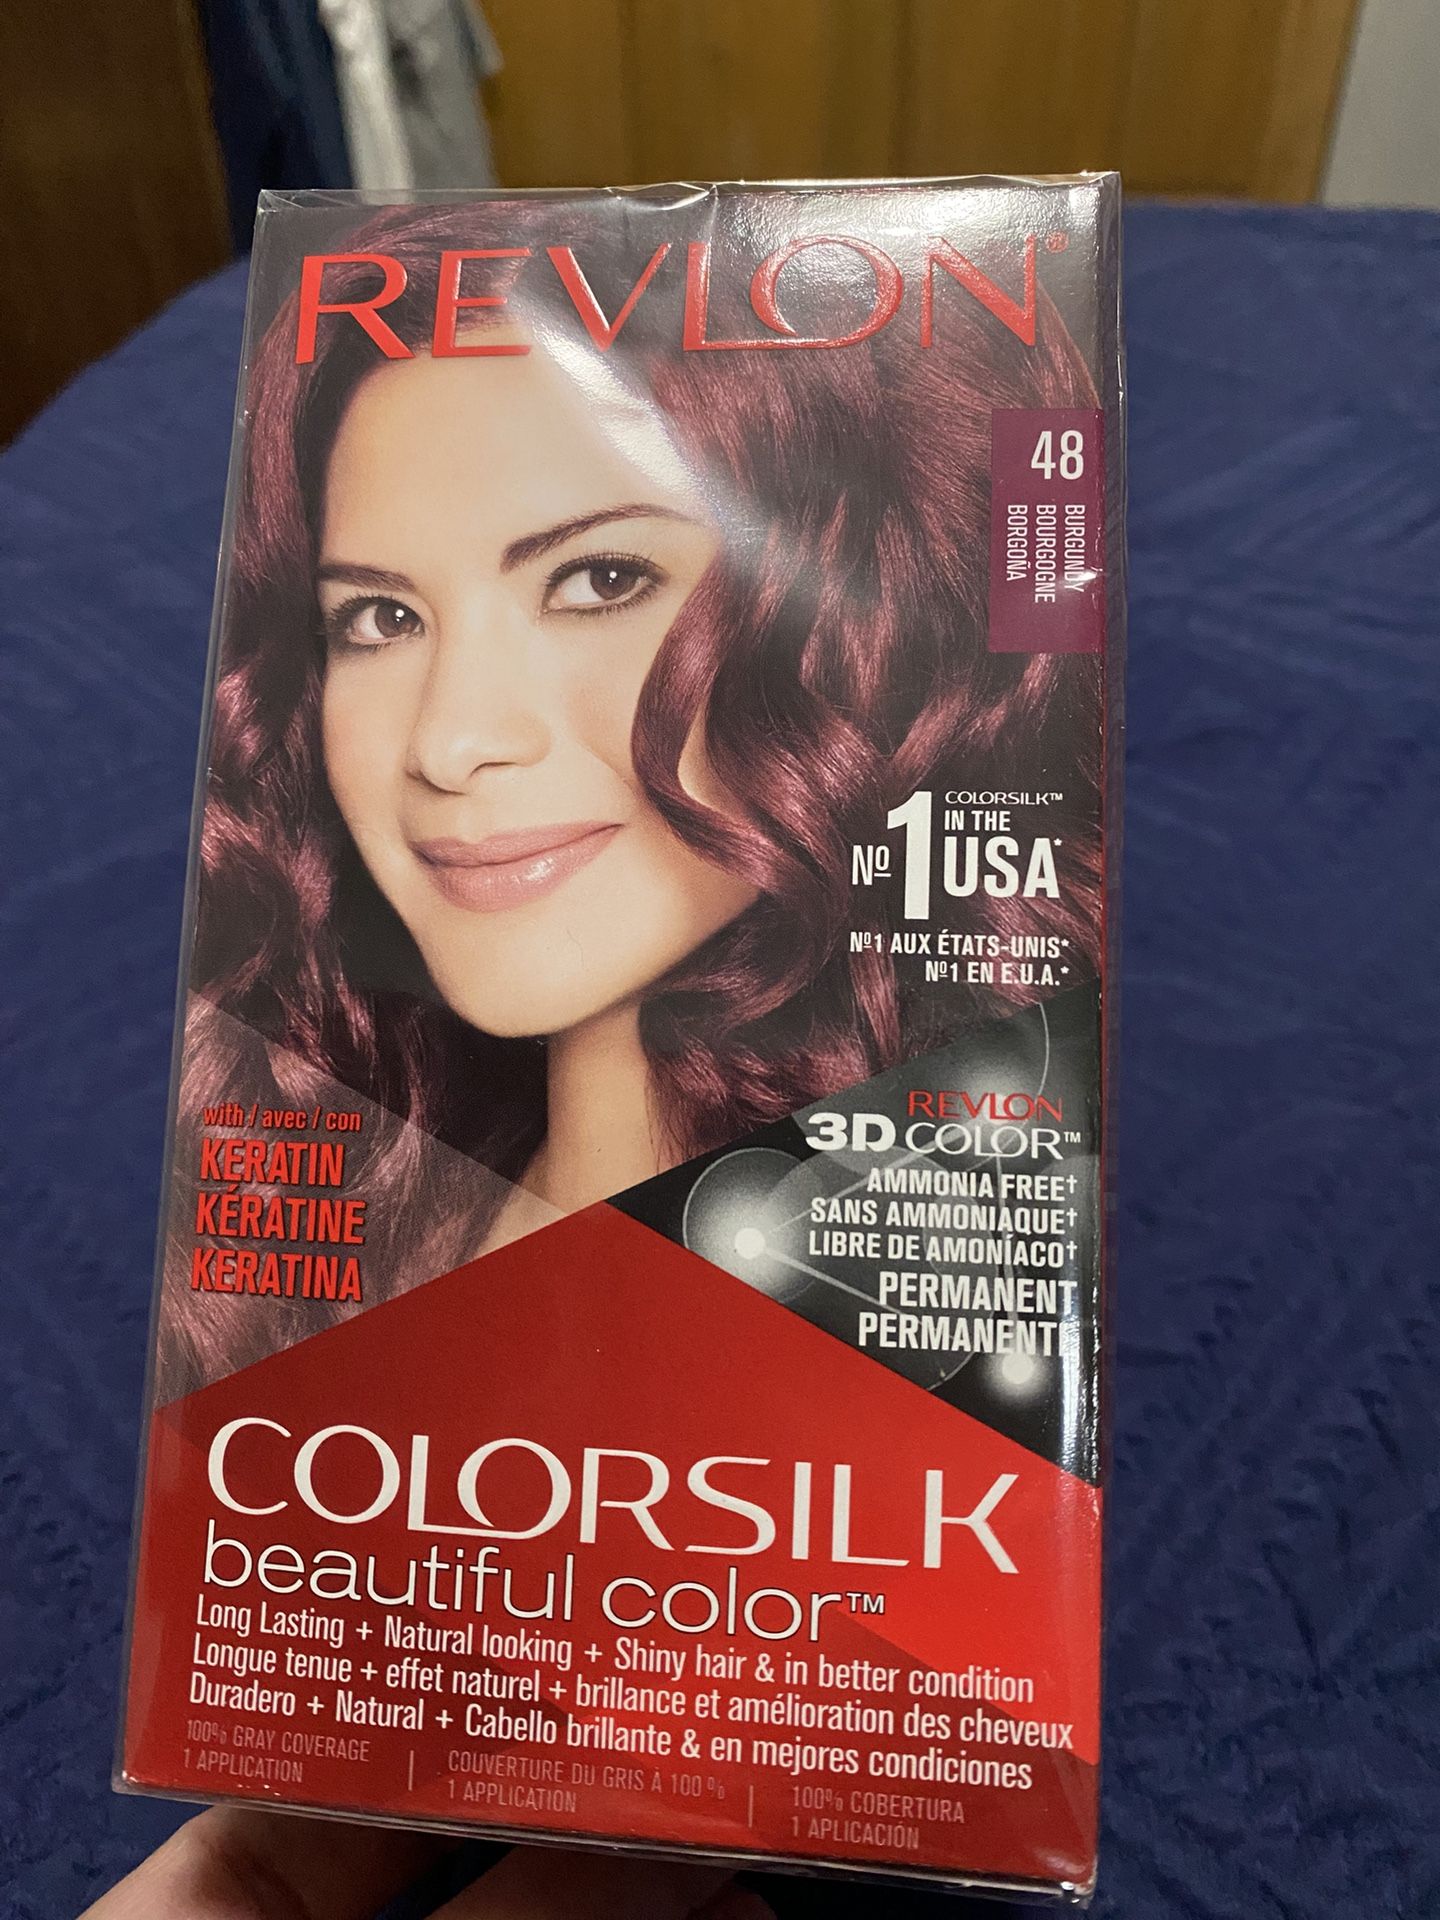 REVLON®
48
BURGUNDY
BOURGOGNE
BORGOÑA
COLORSILK™
Nº1 IN THE
USA*
Nº1 AUX ÉTATS-UNIS*
Nº1 EN E.U.A.*
with / avec / con
KERATIN
KÉRATINE
KERATINA
REVLON
3D COLOR™
AMMONIA FREE†
SANS AMMONIAQUE†
LIBRE DE AMONÍACO†
PERMANENT
PERMANENTE
COLORSILK
beautiful color™
Long Lasting + Natural looking + Shiny hair & in better condition
Longue tenue + effet naturel + brillance et amélioration des cheveux
Duradero + Natural + Cabello brillante & en mejores condiciones
100% GRAY COVERAGE
1 APPLICATION
COUVERTURE DU GRIS À 100 %
1 APPLICATION
100% COBERTURA
1 APLICACIÓN